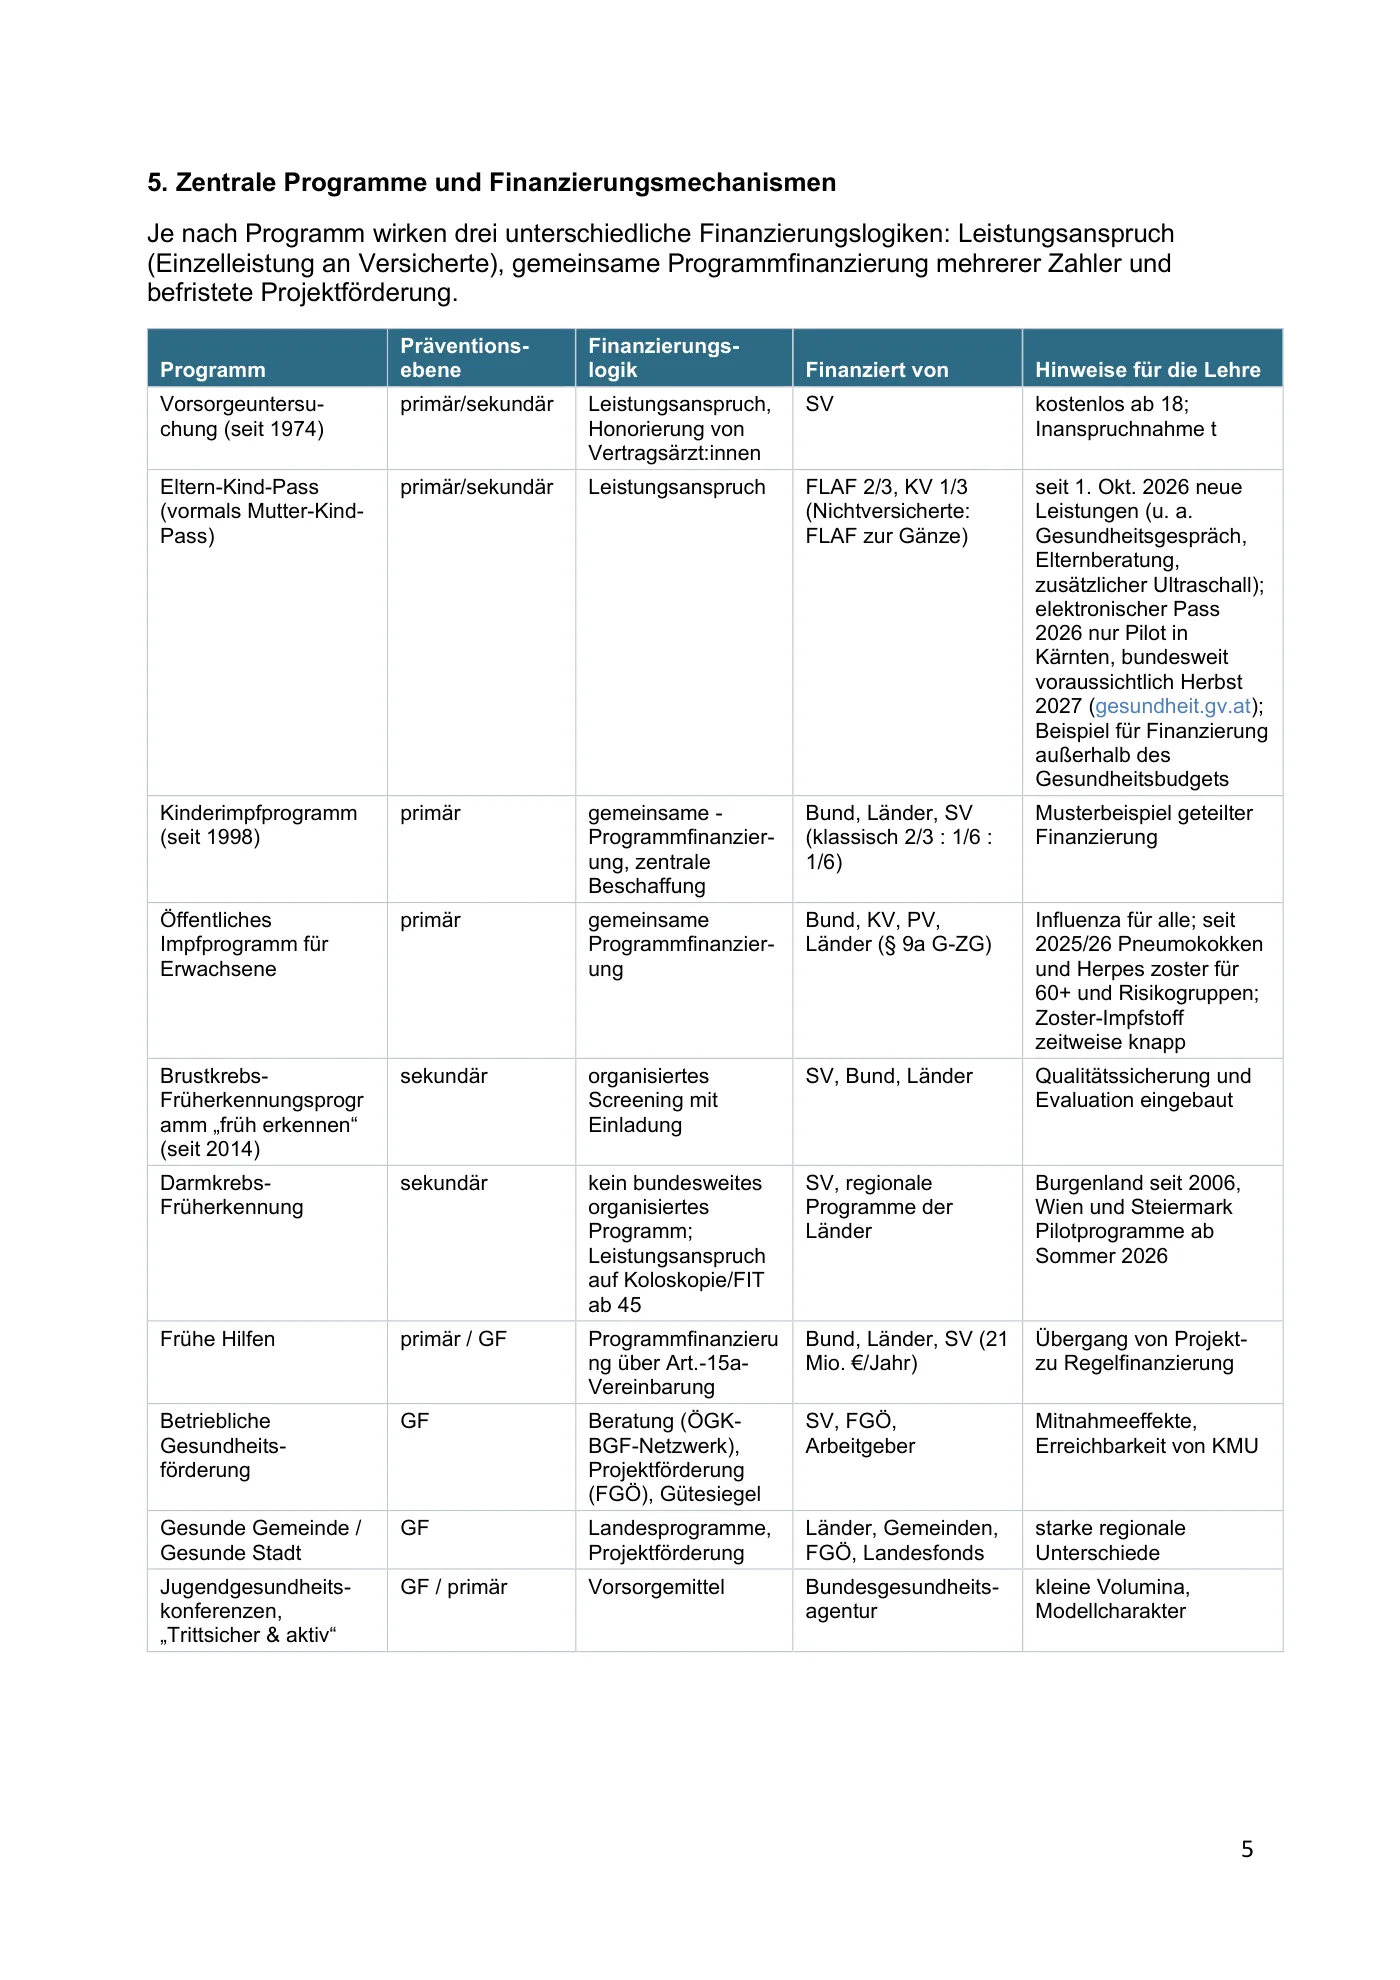 5. Zentrale Programme und Finanzierungsmechanismen
Je nach Programm wirken drei unterschiedliche Finanzierungslogiken: Leistungsanspruch
(Einzelleistung an Versicherte), gemeinsame Programmfinanzierung mehrerer Zahler und
befristete Projektförderung.
Programm
Präventions-
ebene
Finanzierungs-
logik
Finanziert von
Hinweise für die Lehre
Vorsorgeuntersu-
chung (seit 1974)
primär/sekundär
Leistungsanspruch,
Honorierung von
Vertragsärzt:innen
SV
kostenlos ab 18;
Inanspruchnahme t
Eltern-Kind-Pass
(vormals Mutter-Kind-
Pass)
primär/sekundär
Leistungsanspruch
FLAF 2/3, KV 1/3
(Nichtversicherte:
FLAF zur Gänze)
seit 1. Okt. 2026 neue
Leistungen (u. a.
Gesundheitsgespräch,
Elternberatung,
zusätzlicher Ultraschall);
elektronischer Pass
2026 nur Pilot in
Kärnten, bundesweit
voraussichtlich Herbst
2027 (gesundheit.gv.at);
Beispiel für Finanzierung
außerhalb des
Gesundheitsbudgets
Kinderimpfprogramm
(seit 1998)
primär
gemeinsame -
Programmfinanzier-
ung, zentrale
Beschaffung
Bund, Länder, SV
(klassisch 2/3 : 1/6 :
1/6)
Musterbeispiel geteilter
Finanzierung
Öffentliches
Impfprogramm für
Erwachsene
primär
gemeinsame
Programmfinanzier-
ung
Bund, KV, PV,
Länder (§ 9a G-ZG)
Influenza für alle; seit
2025/26 Pneumokokken
und Herpes zoster für
60+ und Risikogruppen;
Zoster-Impfstoff
zeitweise knapp
Brustkrebs-
Früherkennungsprogr
amm „früh erkennen“
(seit 2014)
sekundär
organisiertes
Screening mit
Einladung
SV, Bund, Länder
Qualitätssicherung und
Evaluation eingebaut
Darmkrebs-
Früherkennung
sekundär
kein bundesweites
organisiertes
Programm;
Leistungsanspruch
auf Koloskopie/FIT
ab 45
SV, regionale
Programme der
Länder
Burgenland seit 2006,
Wien und Steiermark
Pilotprogramme ab
Sommer 2026
Frühe Hilfen
primär / GF
Programmfinanzieru
ng über Art.-15a-
Vereinbarung
Bund, Länder, SV (21
Mio. €/Jahr)
Übergang von Projekt-
zu Regelfinanzierung
Betriebliche
Gesundheits-
förderung
GF
Beratung (ÖGK-
BGF-Netzwerk),
Projektförderung
(FGÖ), Gütesiegel
SV, FGÖ,
Arbeitgeber
Mitnahmeeffekte,
Erreichbarkeit von KMU
Gesunde Gemeinde /
Gesunde Stadt
GF
Landesprogramme,
Projektförderung
Länder, Gemeinden,
FGÖ, Landesfonds
starke regionale
Unterschiede
Jugendgesundheits-
konferenzen,
„Trittsicher & aktiv“
GF / primär
Vorsorgemittel
Bundesgesundheits-
agentur
kleine Volumina,
Modellcharakter
5